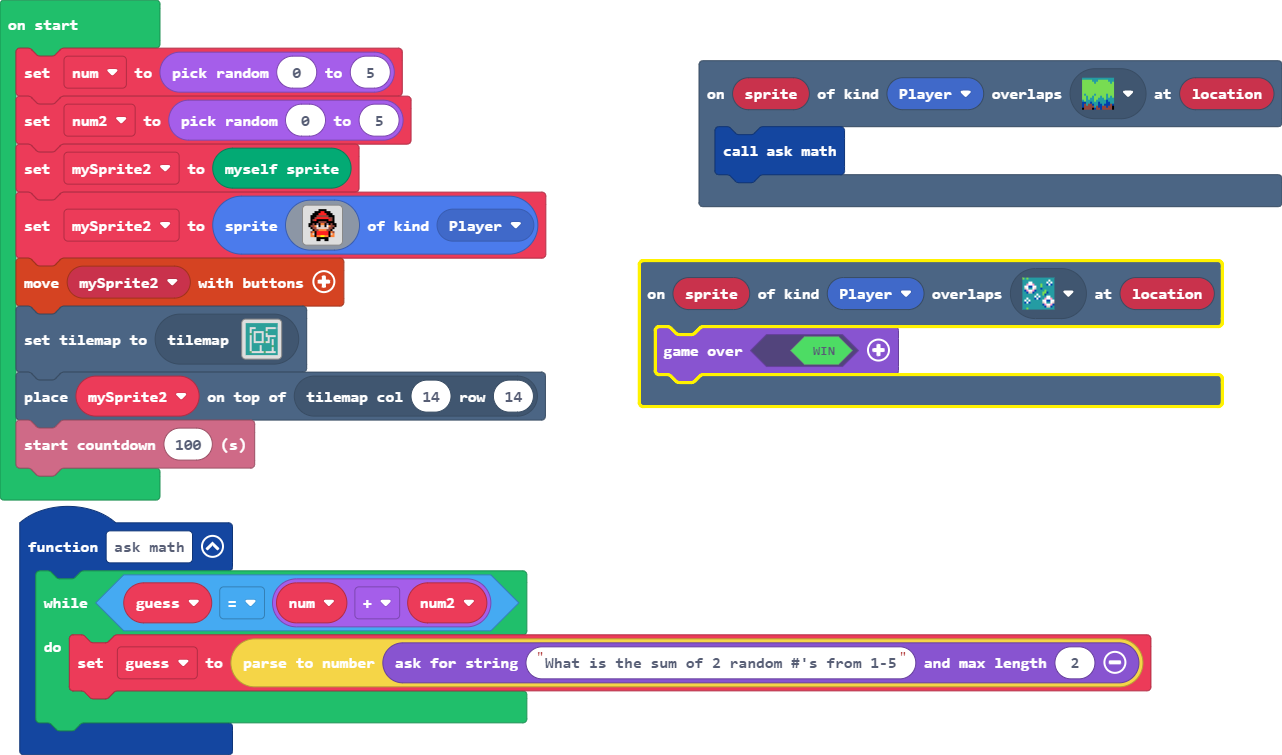 on start
set num to pick random 0 to 5
set num2 to pick random 0 to 5
set mySprite2 to myself sprite
set mySprite2 to sprite of kind Player
move mySprite2 with buttons
set tilemap to tilemap
place mySprite2 on top of tilemap col 14 row 14
start countdown 100 (s)
on sprite of kind Player overlaps at location
call ask math
on sprite of kind Player overlaps at location
game over WIN
function ask math
while guess = num + num2
do
set guess to parse to number ask for string "What is the sum of 2 random #'s from 1-5" and max length 2